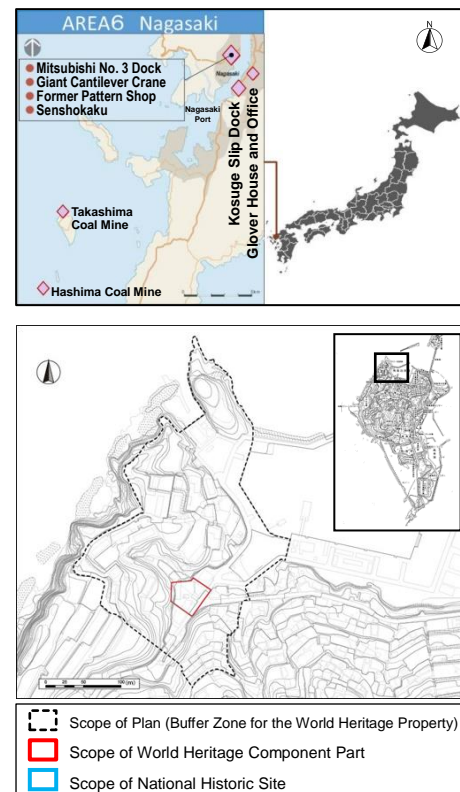 AREA6 Nagasaki
N
Mitsubishi No. 3 Dock
Giant Cantilever Crane
Former Pattern Shop
Senshokaku
Nagasaki
Nagasaki
Port
Kosuge Slip Dock
Glover House and Office
Takashima
Coal Mine
Hashima Coal Mine
Scope of Plan (Buffer Zone for the World Heritage Property)
Scope of World Heritage Component Part
Scope of National Historic Site